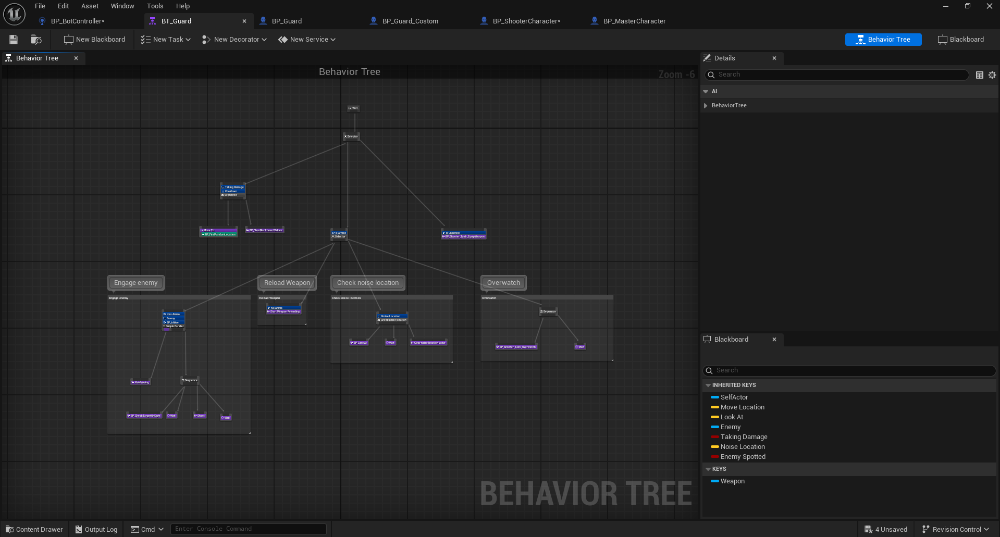 File Edit Asset Window Tools Help
BP_BotController* BT_Guard BP_Guard BP_Guard_Costom BP_ShooterCharacter* BP_MasterCharacter
New Blackboard New Task New Decorator New Service Behavior Tree Blackboard
Behavior Tree
Behavior Tree
Zoom -6
ROOT
Selector
Taking Damage
Cooldown
Sequence
Move To
BP_FindRandomLocation
BP_ClearBlackboardValues
Is Armed
Selector
Is Unarmed
BP_Shooter_Task_EquipWeapon
Engage enemy
Reload Weapon
Check noise location
Overwatch
Engage enemy
Reload Weapon
Check noise location
Overwatch
Has Ammo
Enemy
BP_IsAlive
Simple Parallel
No Ammo
Start Weapon Reloading
Noise Location
Check noise location
Sequence
BP_LookAt
Wait
Clear noise location value
BP_Shooter_Task_Overwatch
Wait
Hold Aiming
Sequence
BP_CheckTargetOnSight
Wait
Shoot
Wait
BEHAVIOR TREE
Details
Search
AI
BehaviorTree
Blackboard
Search
INHERITED KEYS
SelfActor
Move Location
Look At
Enemy
Taking Damage
Noise Location
Enemy Spotted
KEYS
Weapon
Content Drawer Output Log Cmd Enter Console Command 4 Unsaved Revision Control